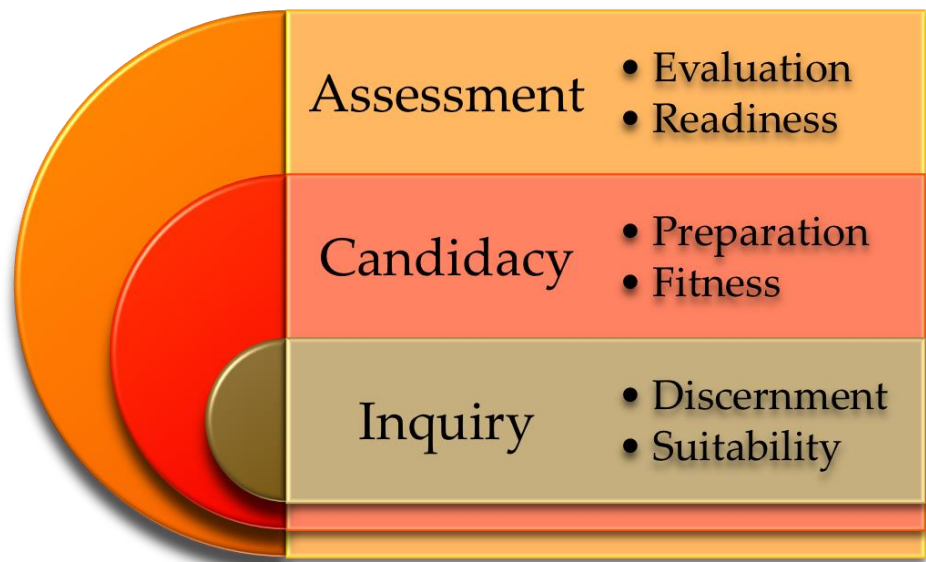 Assessment
• Evaluation
• Readiness
Candidacy
• Preparation
• Fitness
Inquiry
• Discernment
• Suitability